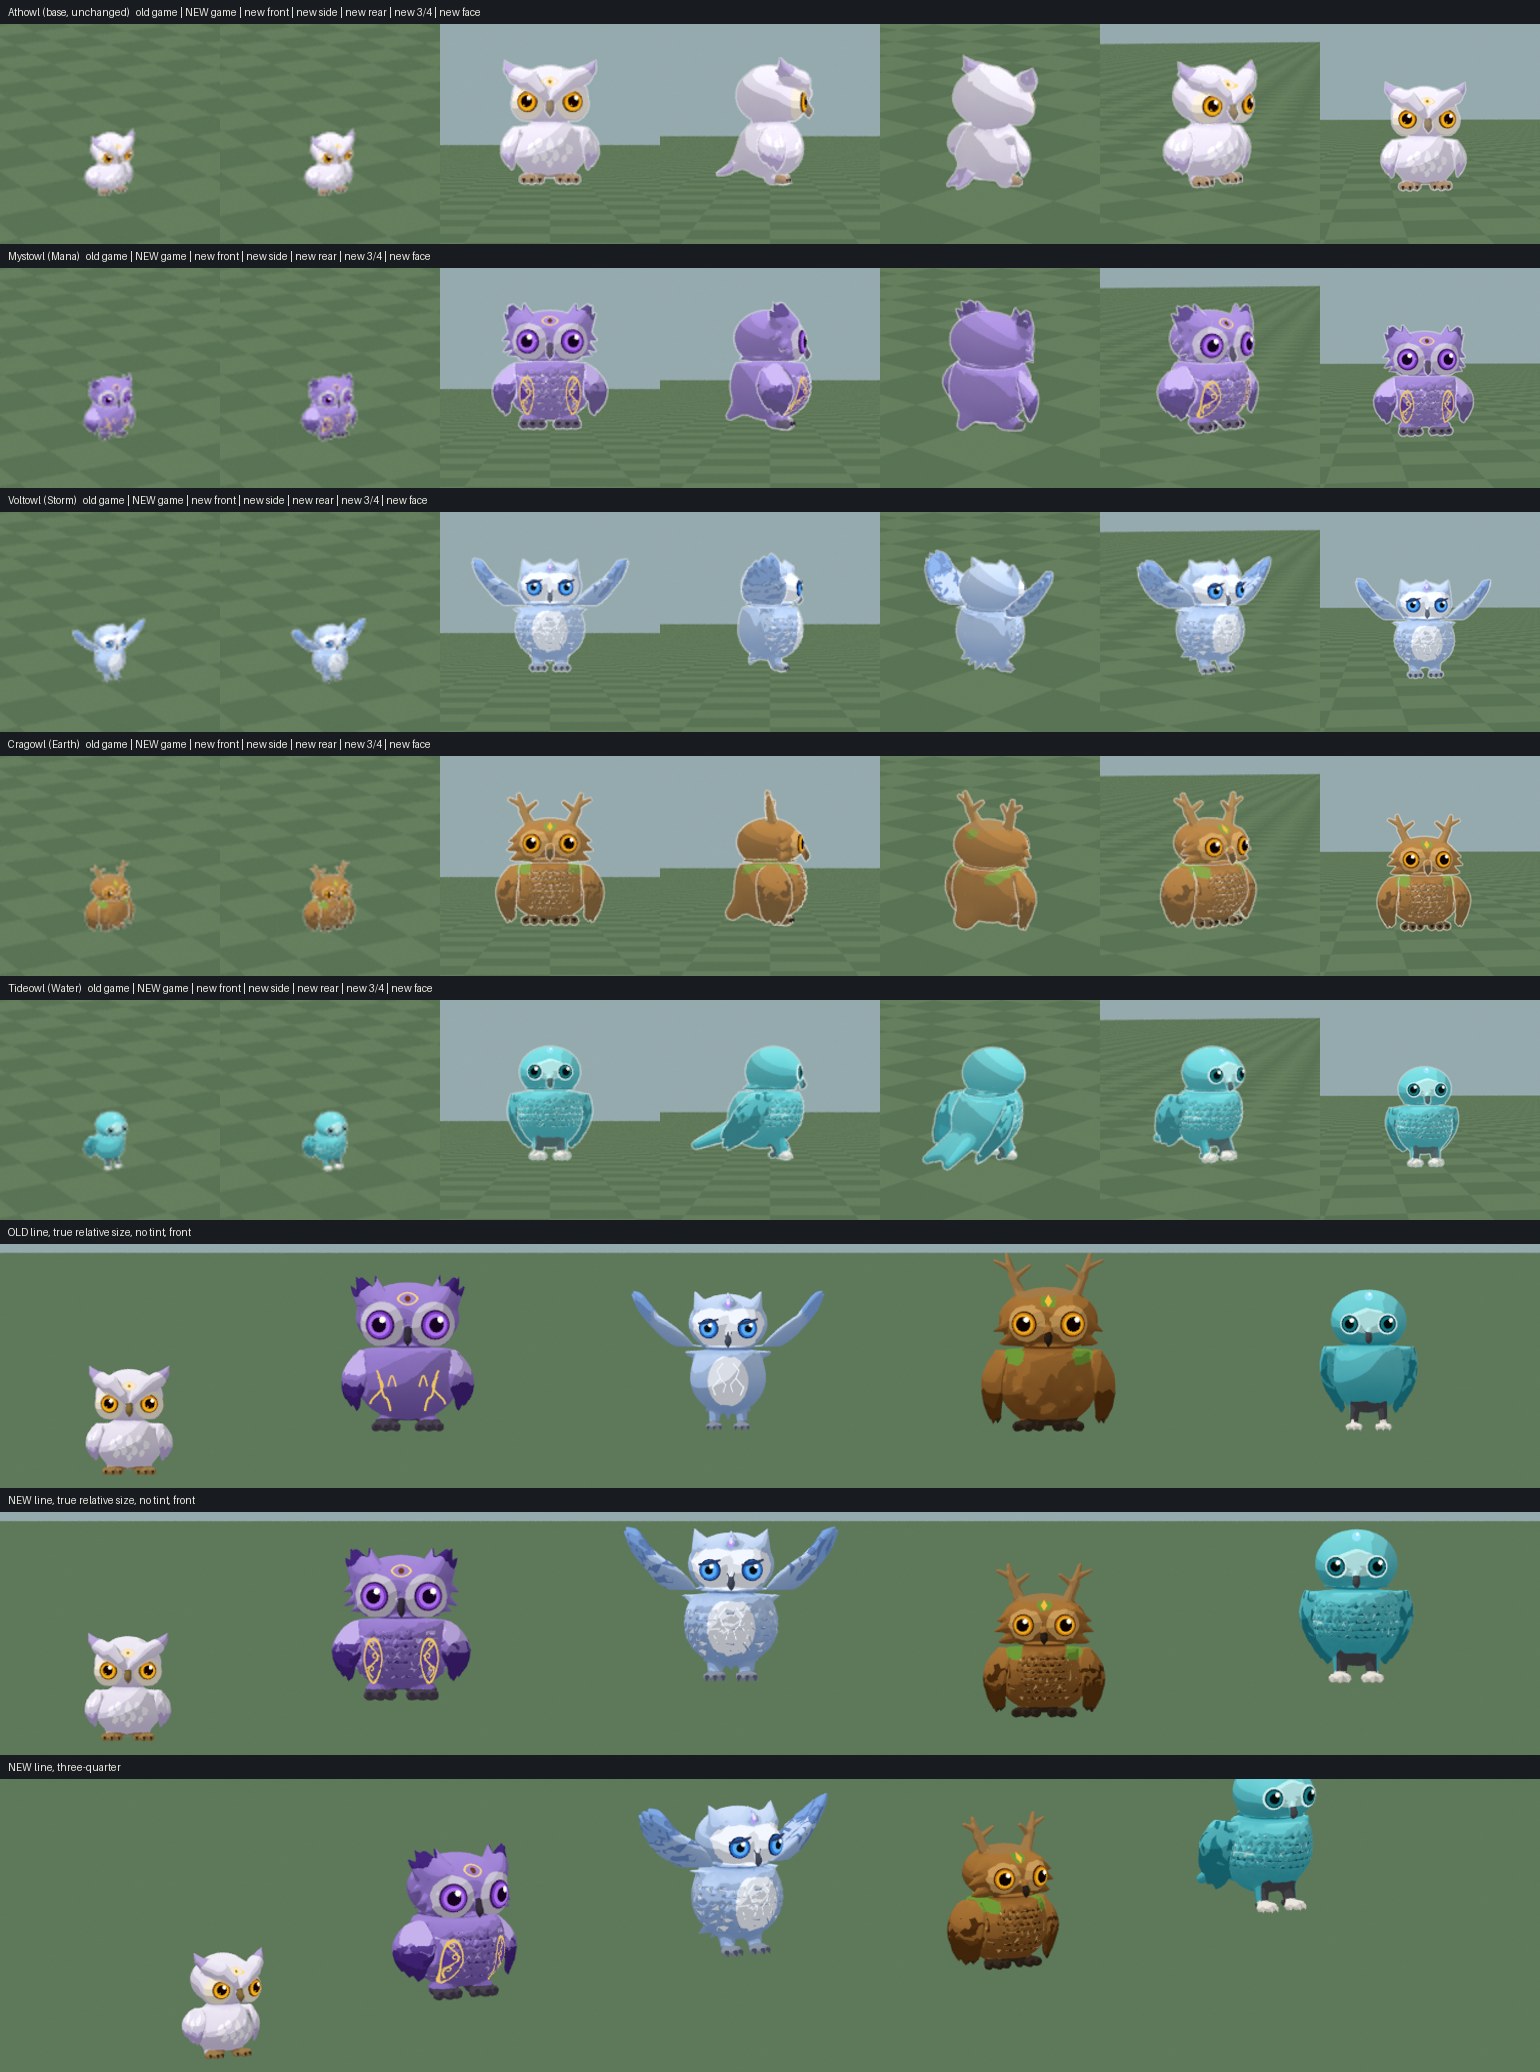 Athowl (base, unchanged) old game | NEW game | new front | new side | new rear | new 3/4 | new face
Mystowl (Mana) old game | NEW game | new front | new side | new rear | new 3/4 | new face
Voltowl (Storm) old game | NEW game | new front | new side | new rear | new 3/4 | new face
Cragowl (Earth) old game | NEW game | new front | new side | new rear | new 3/4 | new face
Tideowl (Water) old game | NEW game | new front | new side | new rear | new 3/4 | new face
OLD line, true relative size, no tint, front
NEW line, true relative size, no tint, front
NEW line, three-quarter